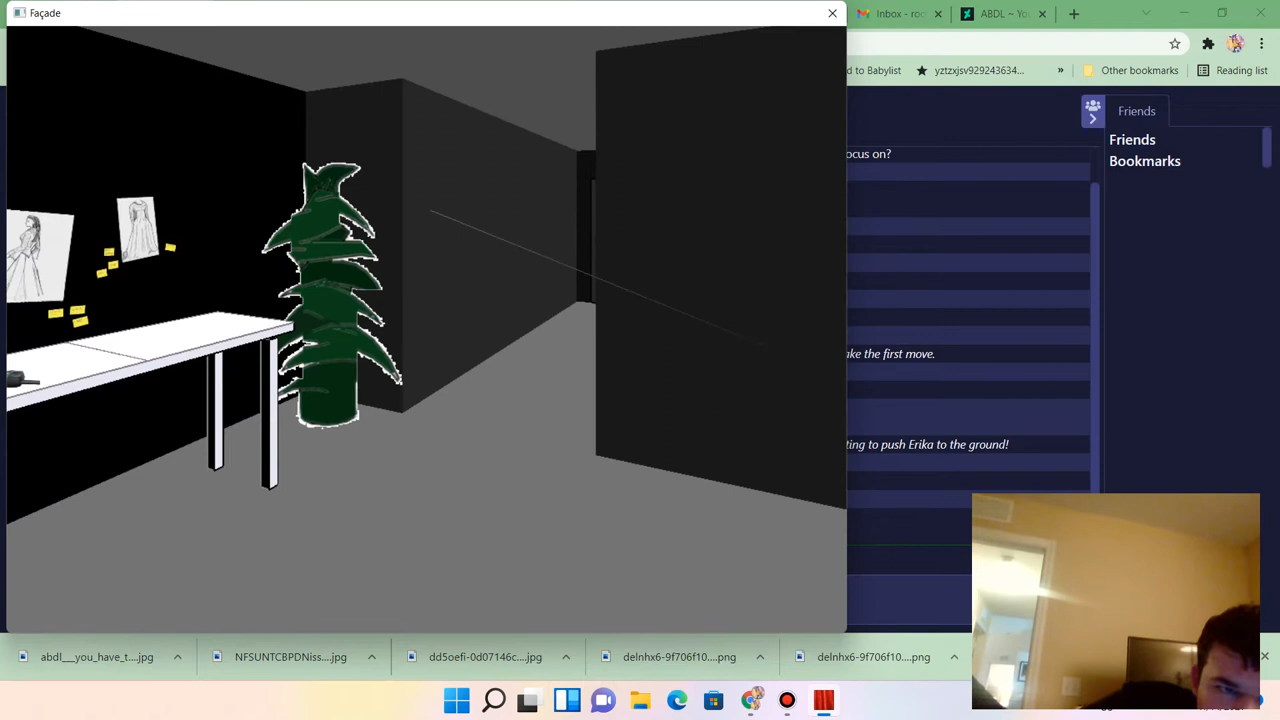 Façade
Inbox - roo
ABDL ~ Yo
d to Babylist
yztzxjsv929243634...
»
Other bookmarks
Reading list
Friends
Friends
Bookmarks
ocus on?
ake the first move.
ting to push Erika to the ground!
abdl___you_have_t....jpg
NFSUNTCBPDNiss....jpg
dd5oefi-0d07146c....jpg
delnhx6-9f706f10....png
delnhx6-9f706f10....png